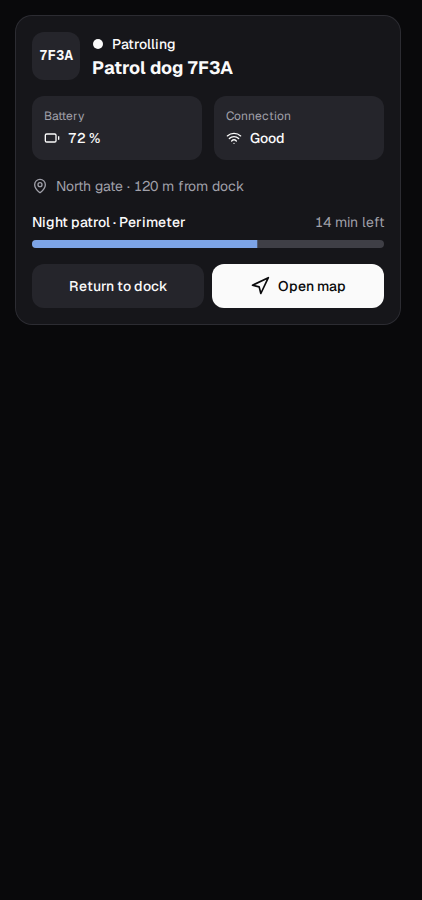 7F3A
Patrolling
Patrol dog 7F3A
Battery
72 %
Connection
Good
North gate · 120 m from dock
Night patrol · Perimeter
14 min left
Return to dock
Open map